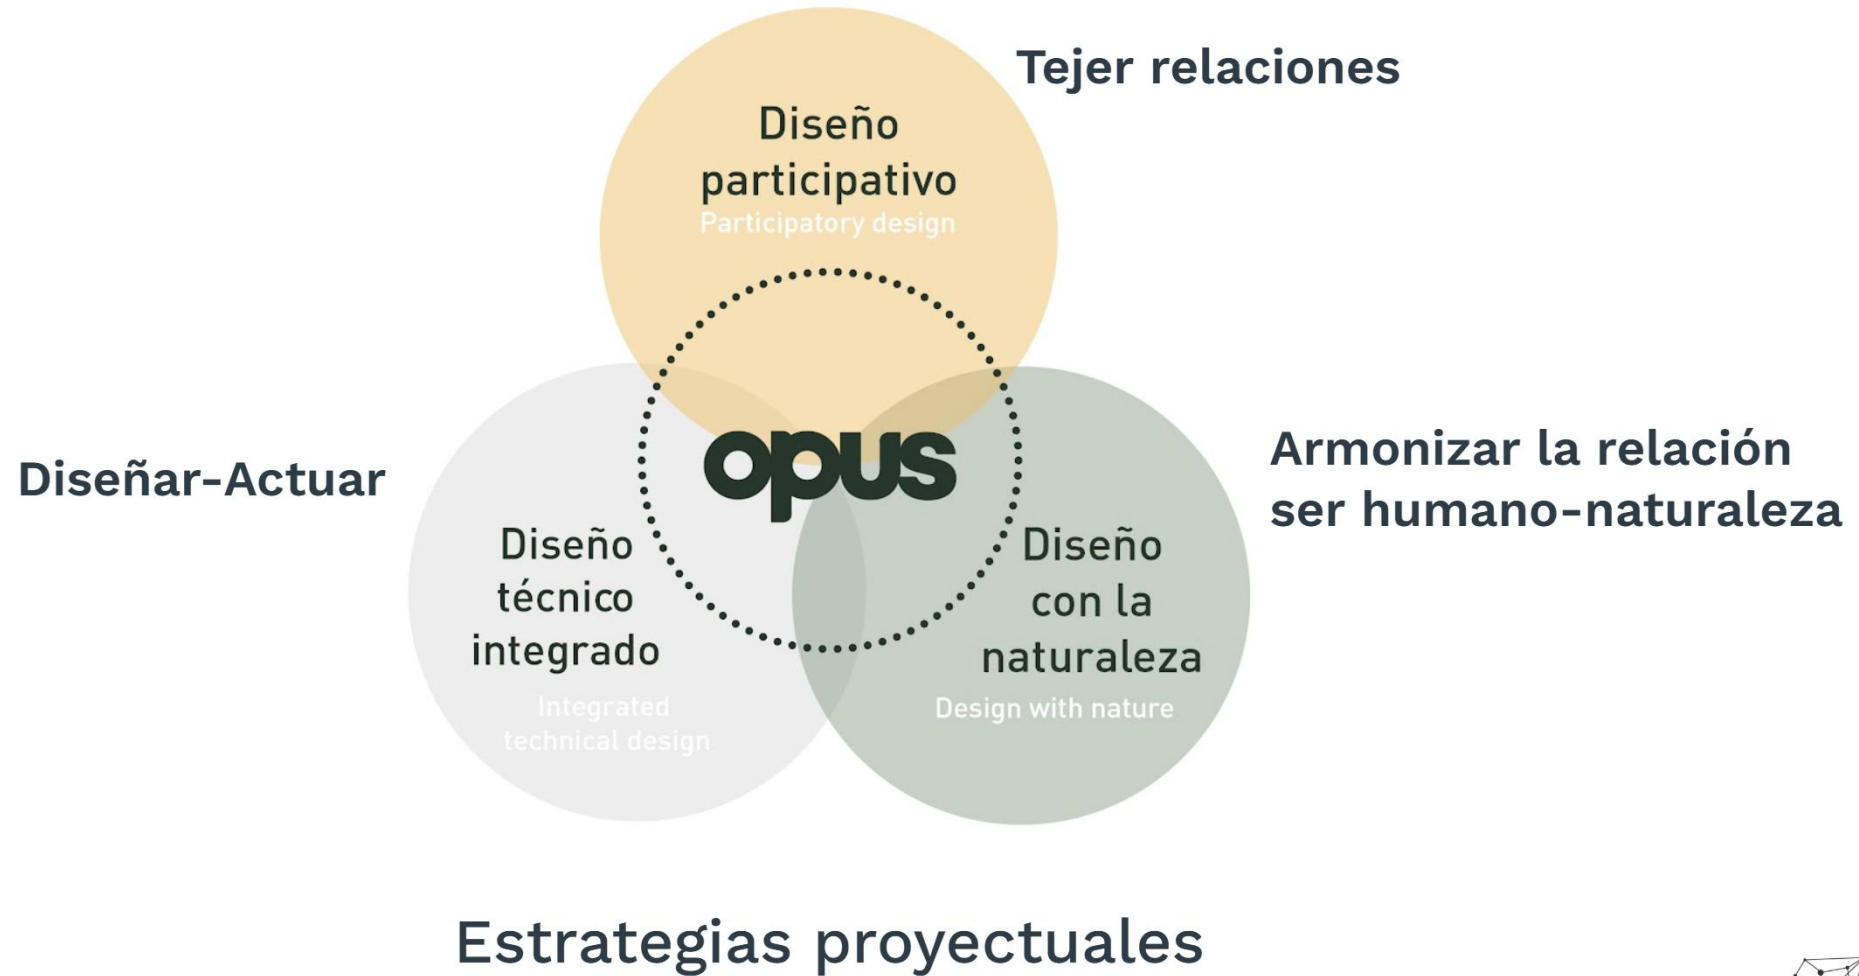 Tejer relaciones
Diseño
participativo
Participatory design
opus
Diseñar-Actuar
Armonizar la relación
ser humano-naturaleza
Diseño
técnico
integrado
Integrated
technical design
Diseño
con la
naturaleza
Design with nature
Estrategias proyectuales